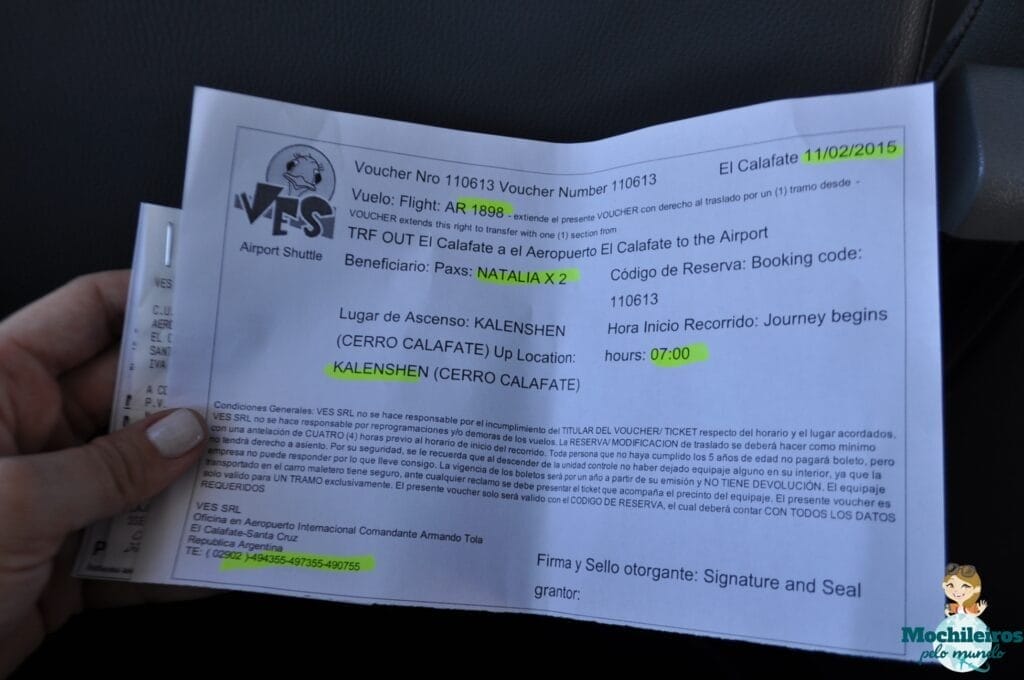 VES
Airport Shuttle
Voucher Nro 110613 Voucher Number 110613
El Calafate 11/02/2015
Vuelo: Flight: AR 1898 - extiende el presente VOUCHER con derecho al traslado por un (1) tramo desde -
VOUCHER extends this right to transfer with one (1) section from
TRF OUT El Calafate a el Aeropuerto El Calafate to the Airport
Beneficiario: Paxs: NATALIA X 2
Código de Reserva: Booking code:
110613
Lugar de Ascenso: KALENSHEN
(CERRO CALAFATE) Up Location:
KALENSHEN (CERRO CALAFATE)
Hora Inicio Recorrido: Journey begins
hours: 07:00
Condiciones Generales: VES SRL no se hace responsable por el incumplimiento del TITULAR DEL VOUCHER/ TICKET respecto del horario y el lugar acordados.
VES SRL no se hace responsable por reprogramaciones y/o demoras de los vuelos. La RESERVA/ MODIFICACION de traslado se deberá hacer como mínimo
con una antelación de CUATRO (4) horas previo al horario de inicio del recorrido. Toda persona que no haya cumplido los 5 años de edad no pagará boleto, pero
no tendrá derecho a asiento. Por su seguridad, se le recuerda que al descender de la unidad controle no haber dejado equipaje alguno en su interior, ya que la
empresa no puede responder por lo que lleve consigo. La vigencia de los boletos será por un año a partir de su emisión y NO TIENE DEVOLUCIÓN. El equipaje
transportado en el carro maletero tiene seguro, ante cualquier reclamo se debe presentar el ticket que acompaña el precinto del equipaje. El presente voucher es
solo valido para UN TRAMO exclusivamente. El presente voucher solo será válido con el CODIGO DE RESERVA, el cual deberá contar CON TODOS LOS DATOS
REQUERIDOS
VES SRL
Oficina en Aeropuerto Internacional Comandante Armando Tola
El Calafate-Santa Cruz
Republica Argentina
TE: ( 02902 )-494355-497355-490755
Firma y Sello otorgante: Signature and Seal
grantor:
VES
C.U.
AERO
EL C
SANT
IVA
A CE
P.V.
P
Mochileiros
pelo mundo